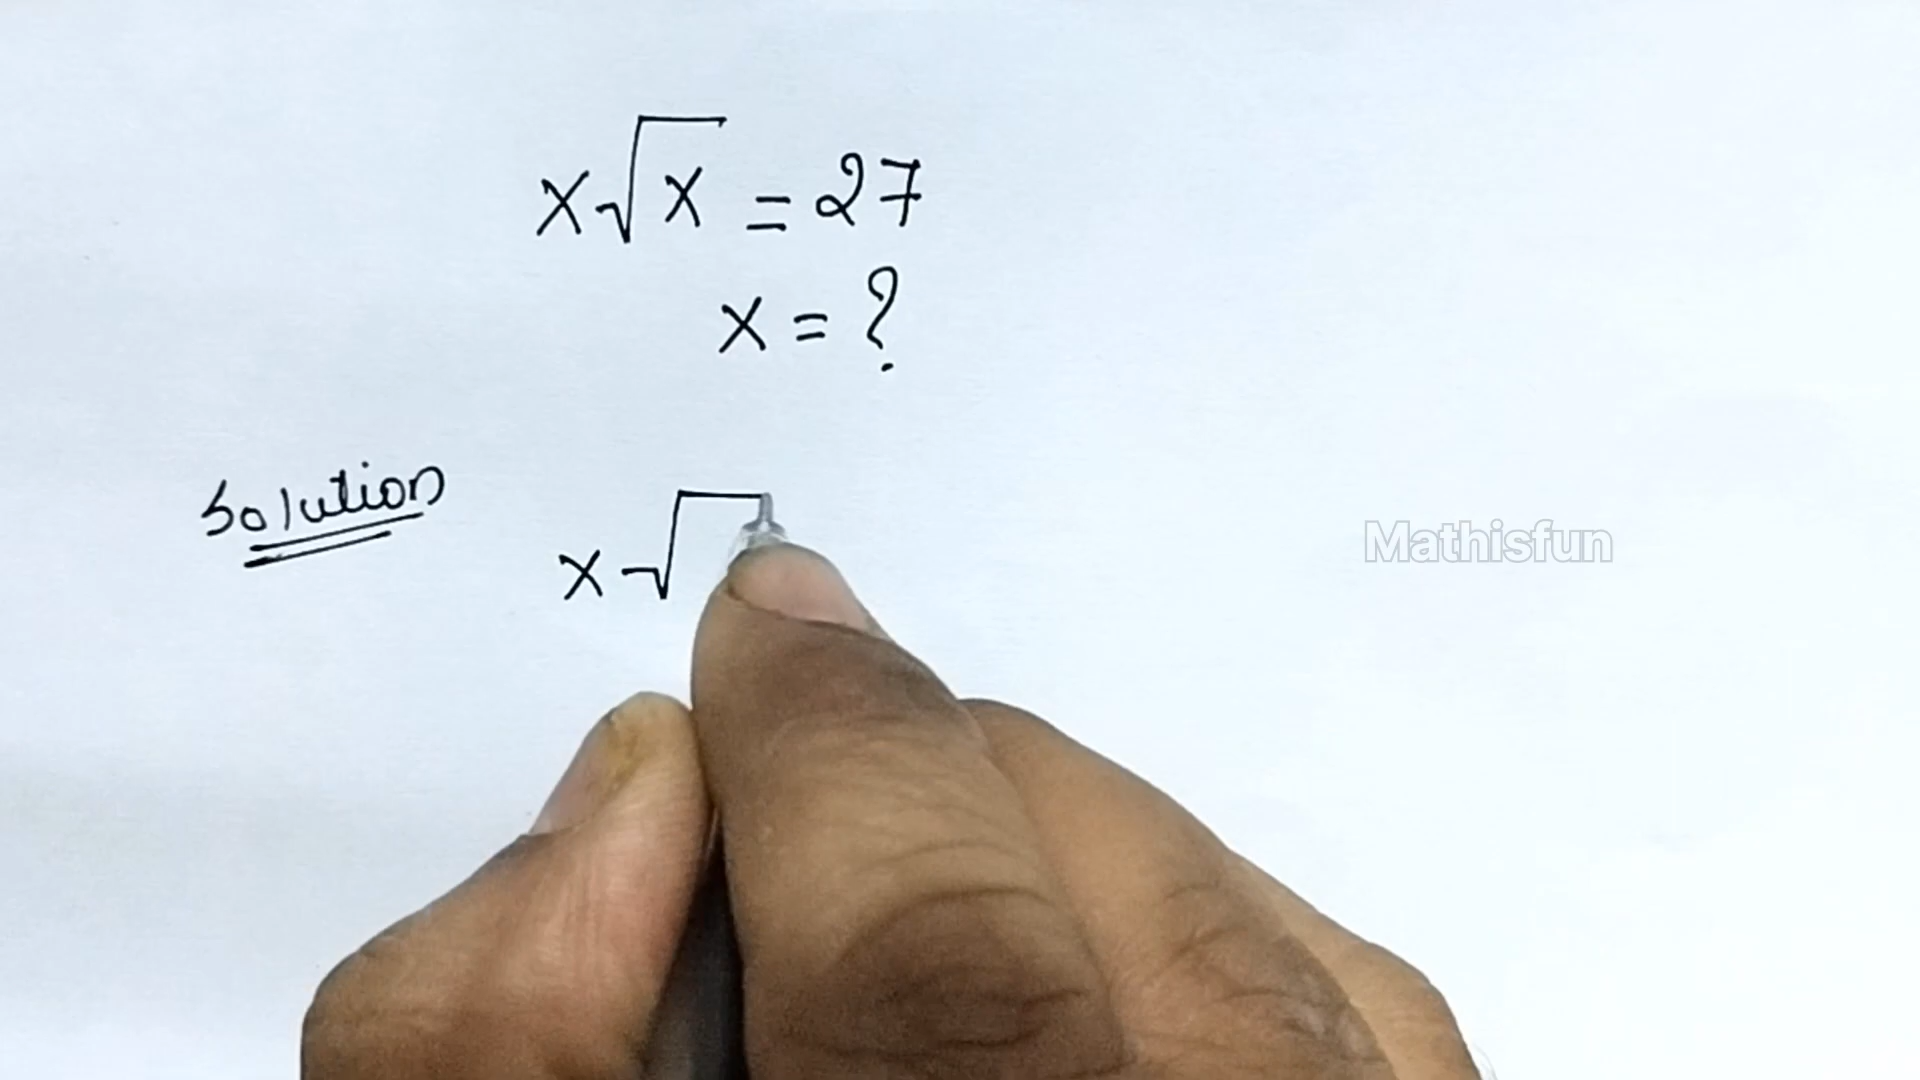 x√x = 27
x = ?
Solution
x√
Mathisfun